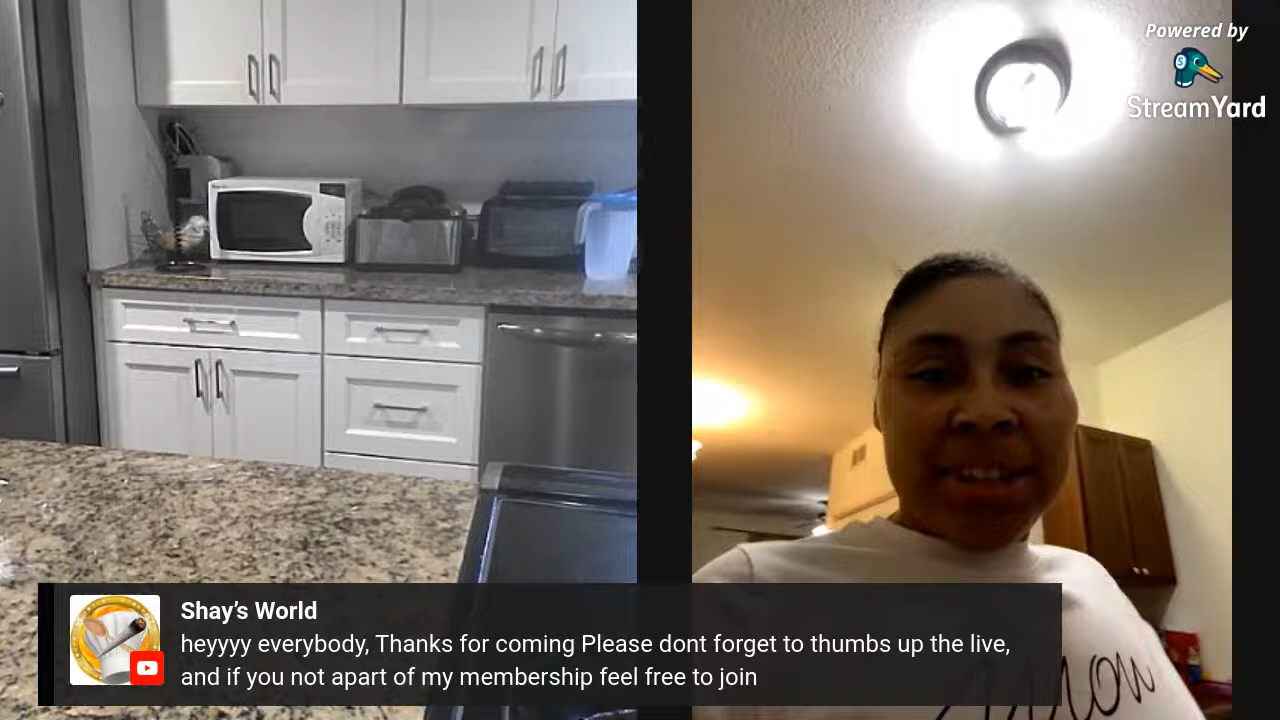 Powered by
StreamYard
Shay’s World
heyyyy everybody, Thanks for coming Please dont forget to thumbs up the live,
and if you not apart of my membership feel free to join